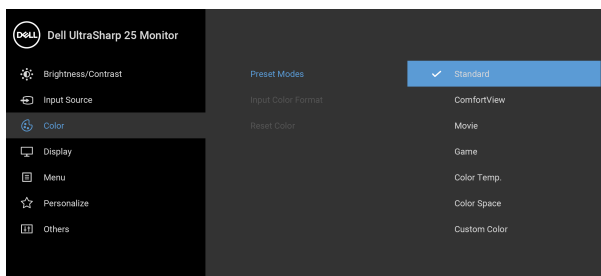 DELL Dell UltraSharp 25 Monitor
Brightness/Contrast Preset Modes Standard
Input Source Input Color Format ComfortView
Color Reset Color Movie
Display Game
Menu Color Temp.
Personalize Color Space
Others Custom Color